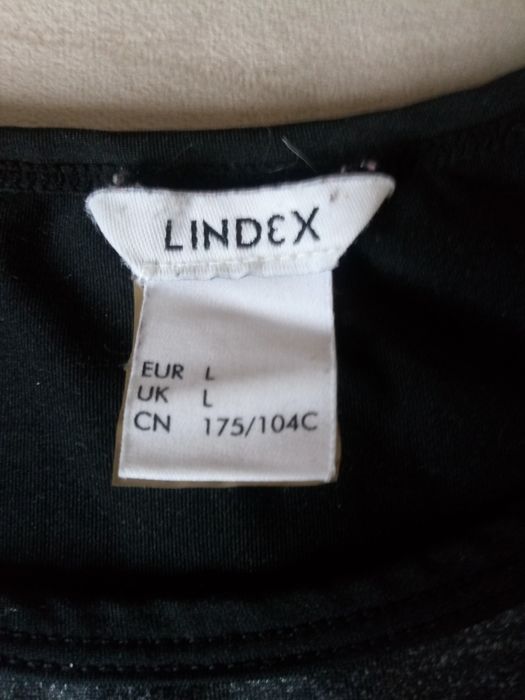 LINDEX
EUR L
UK L
CN 175/104C